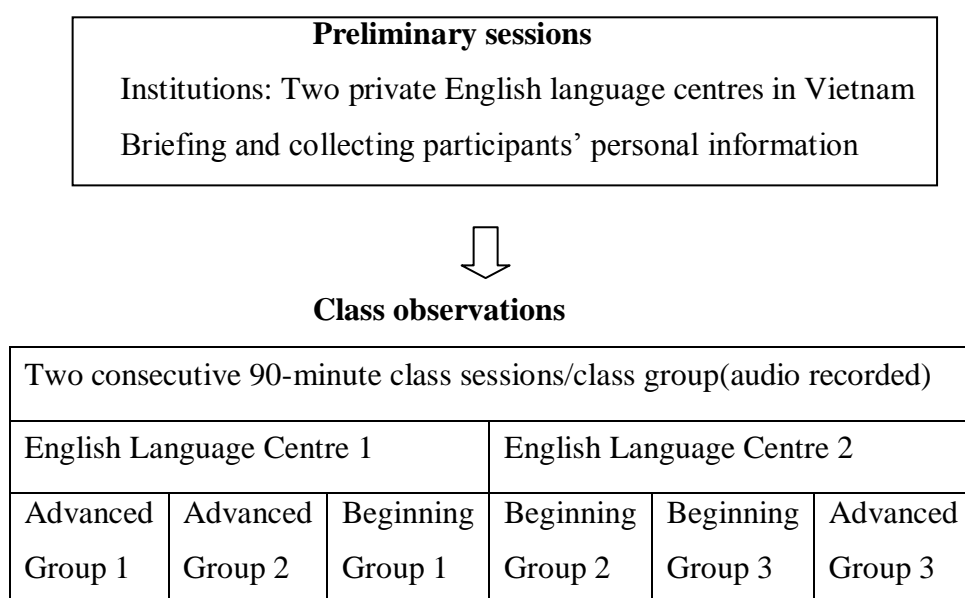 Preliminary sessions
Institutions: Two private English language centres in Vietnam
Briefing and collecting participants’ personal information
Class observations
Two consecutive 90-minute class sessions/class group(audio recorded)
English Language Centre 1
English Language Centre 2
Advanced
Group 1
Advanced
Group 2
Beginning
Group 1
Beginning
Group 2
Beginning
Group 3
Advanced
Group 3